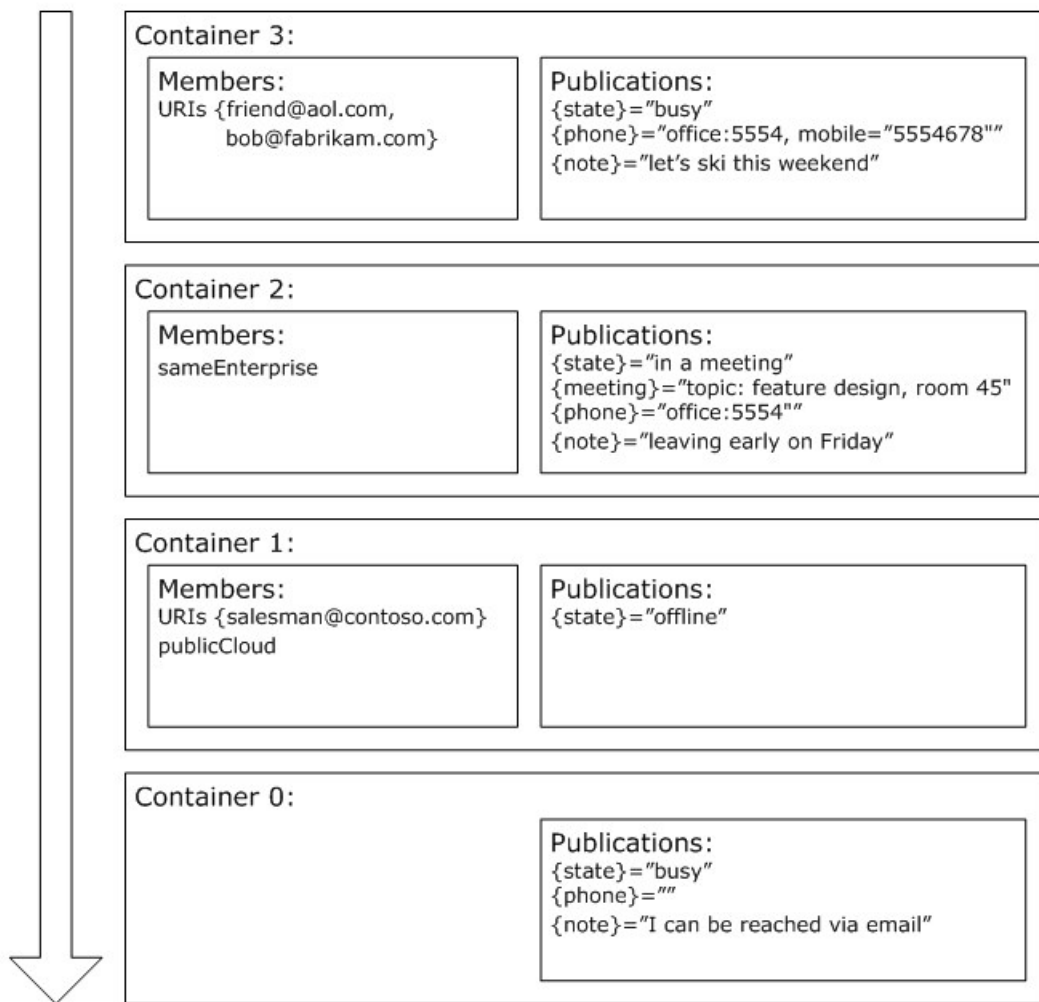 Container 3:
Members:
URIs {friend@aol.com,
bob@fabrikam.com}
Publications:
{state}=”busy”
{phone}=”office:5554, mobile=”5554678"”
{note}=”let’s ski this weekend”
Container 2:
Members:
sameEnterprise
Publications:
{state}=”in a meeting”
{meeting}=”topic: feature design, room 45"
{phone}=”office:5554"”
{note}=”leaving early on Friday”
Container 1:
Members:
URIs {salesman@contoso.com}
publicCloud
Publications:
{state}=”offline”
Container 0:
Publications:
{state}=”busy”
{phone}=””
{note}=”I can be reached via email”